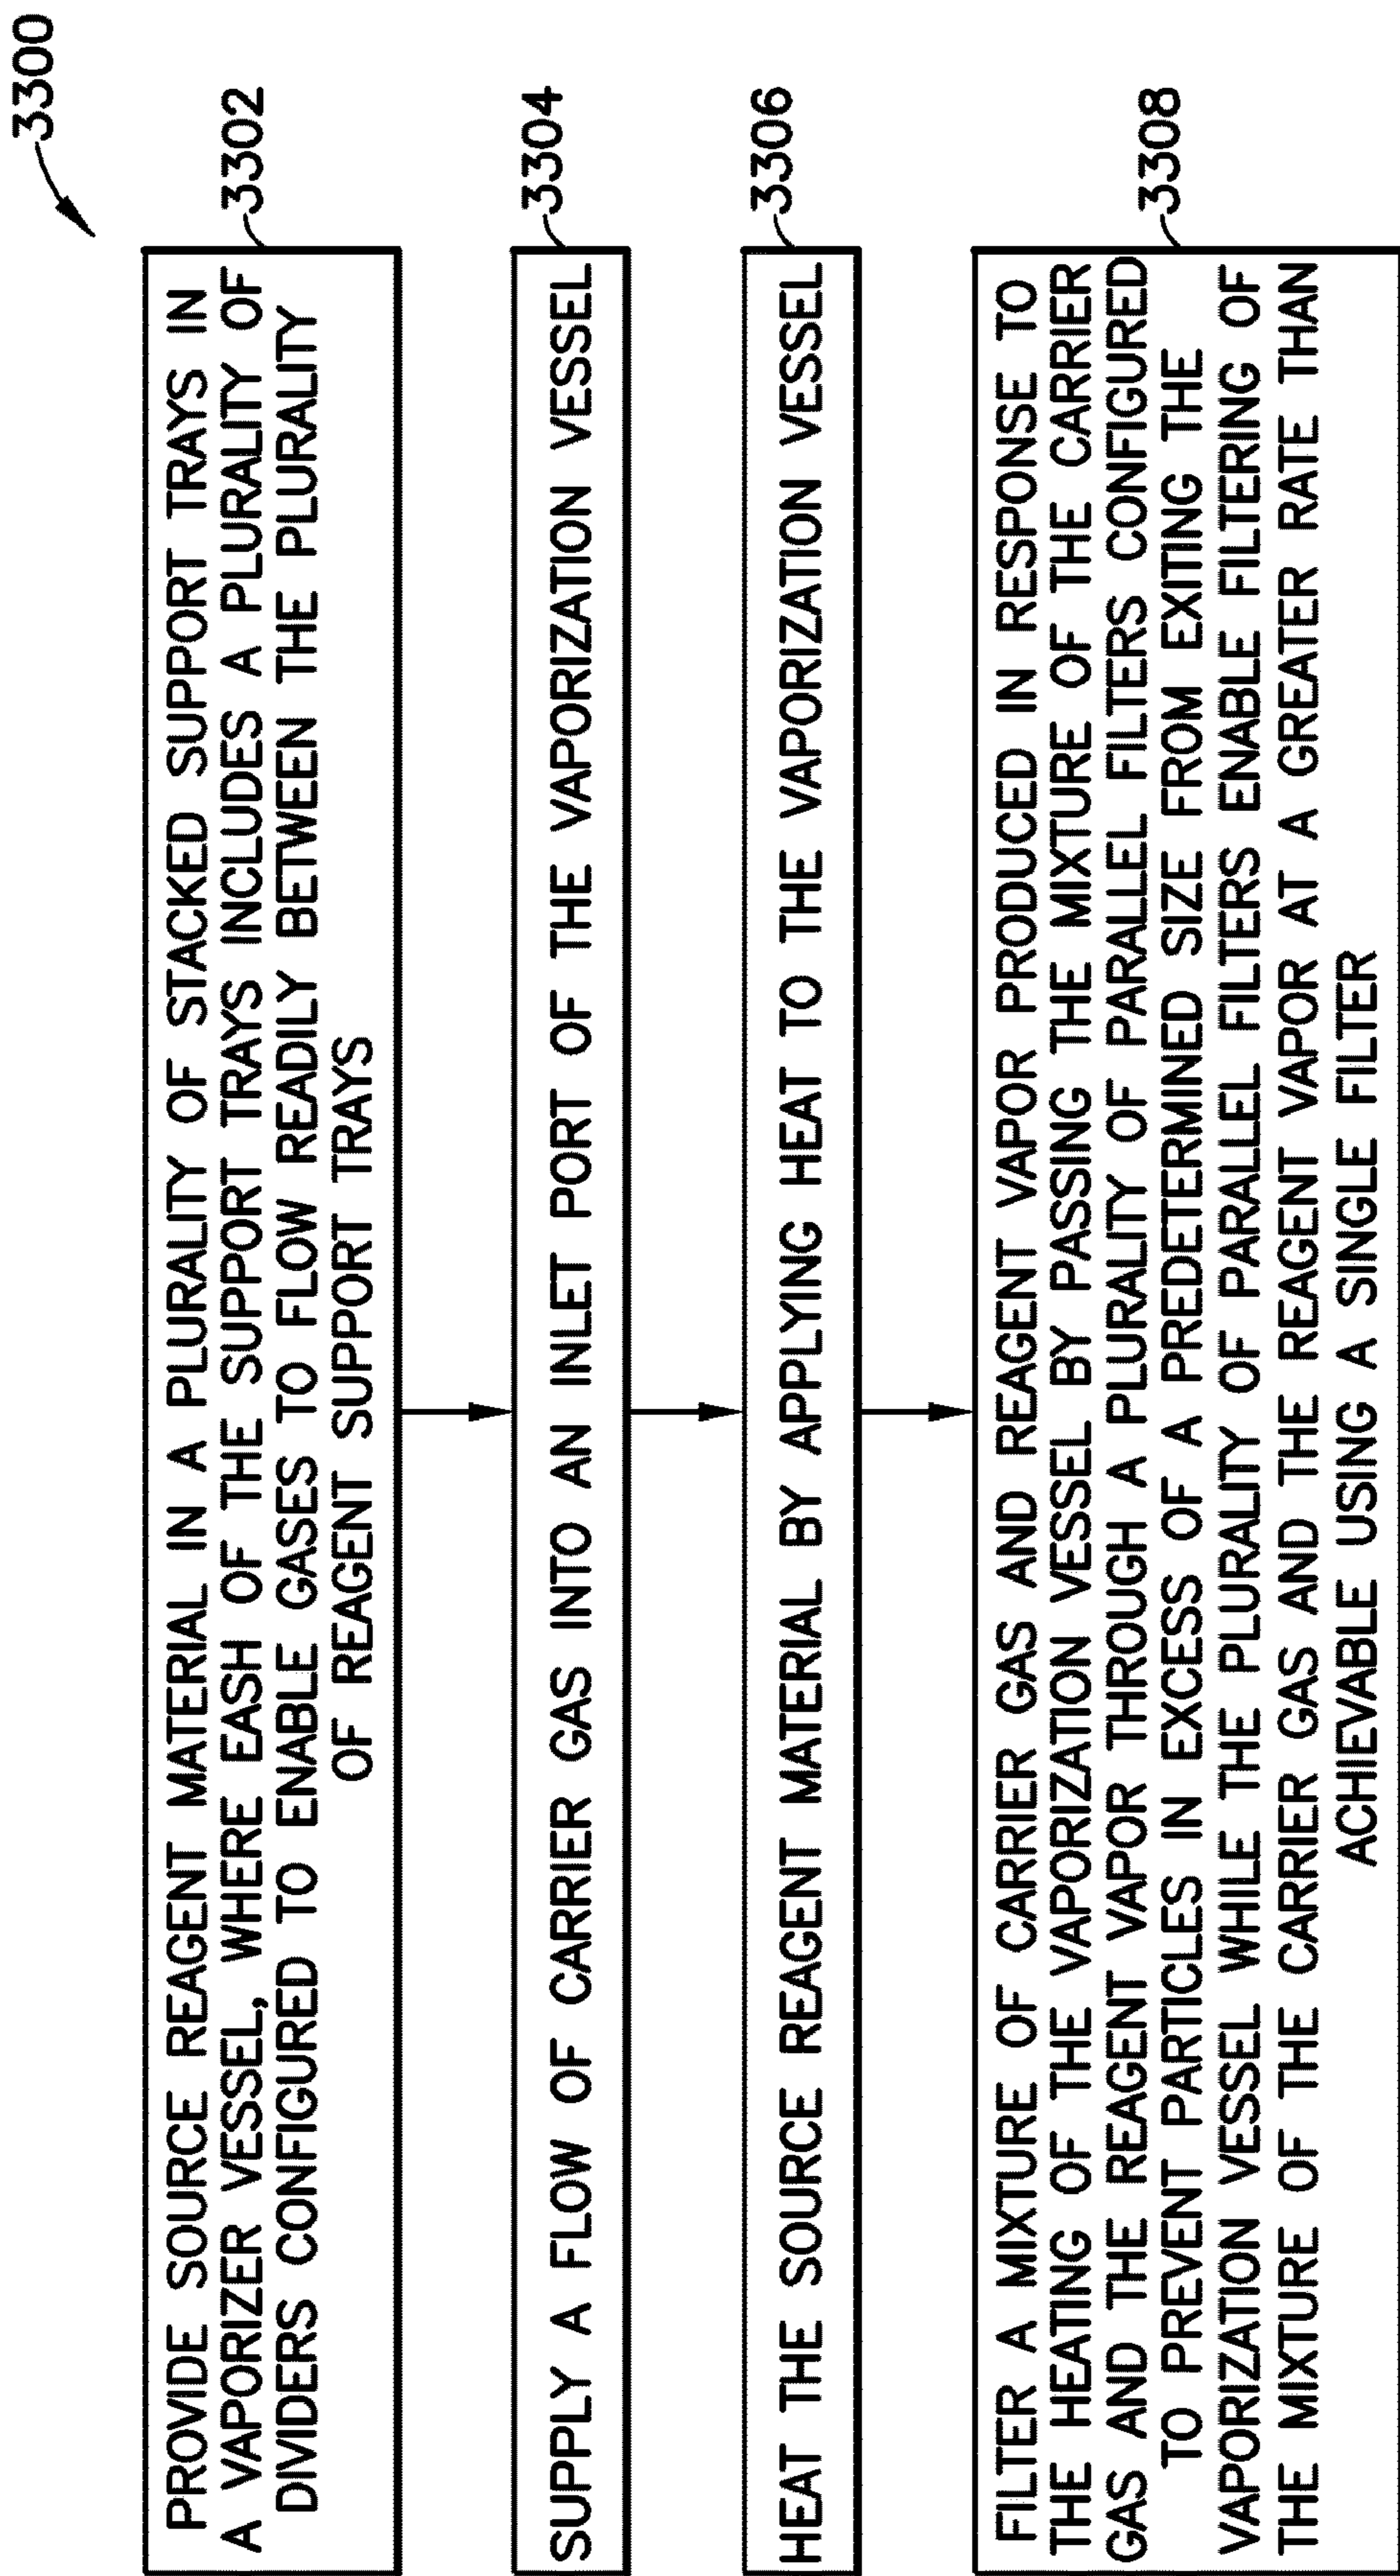 3300
PROVIDE SOURCE REAGENT MATERIAL IN A PLURALITY OF STACKED SUPPORT TRAYS IN
A VAPORIZER VESSEL, WHERE EASH OF THE SUPPORT TRAYS INCLUDES A PLURALITY OF
DIVIDERS CONFIGURED TO ENABLE GASES TO FLOW READILY BETWEEN THE PLURALITY
OF REAGENT SUPPORT TRAYS
3302
SUPPLY A FLOW OF CARRIER GAS INTO AN INLET PORT OF THE VAPORIZATION VESSEL
3304
HEAT THE SOURCE REAGENT MATERIAL BY APPLYING HEAT TO THE VAPORIZATION VESSEL
3306
FILTER A MIXTURE OF CARRIER GAS AND REAGENT VAPOR PRODUCED IN RESPONSE TO
THE HEATING OF THE VAPORIZATION VESSEL BY PASSING THE MIXTURE OF THE CARRIER
GAS AND THE REAGENT VAPOR THROUGH A PLURALITY OF PARALLEL FILTERS CONFIGURED
TO PREVENT PARTICLES IN EXCESS OF A PREDETERMINED SIZE FROM EXITING THE
VAPORIZATION VESSEL WHILE THE PLURALITY OF PARALLEL FILTERS ENABLE FILTERING OF
THE MIXTURE OF THE CARRIER GAS AND THE REAGENT VAPOR AT A GREATER RATE THAN
ACHIEVABLE USING A SINGLE FILTER
3308